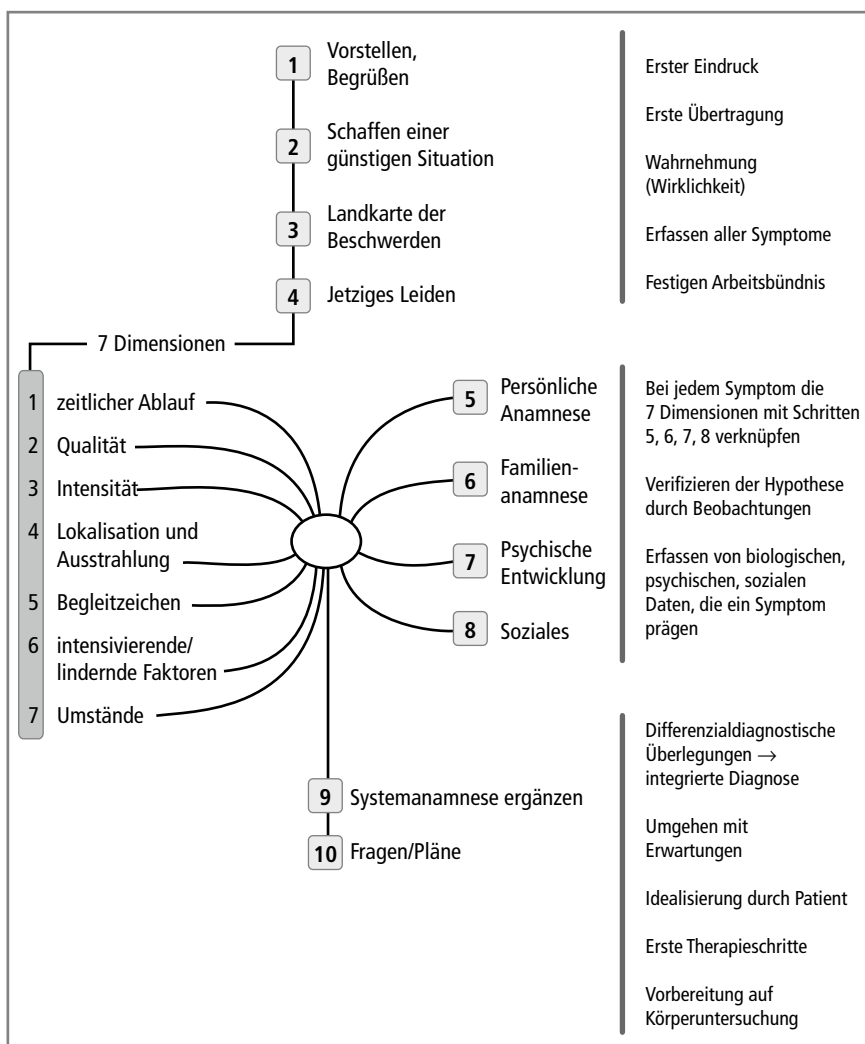 1 Vorstellen,
Begrüßen
2 Schaffen einer
günstigen Situation
3 Landkarte der
Beschwerden
4 Jetziges Leiden
Erster Eindruck
Erste Übertragung
Wahrnehmung
(Wirklichkeit)
Erfassen aller Symptome
Festigen Arbeitsbündnis
7 Dimensionen
1 zeitlicher Ablauf
2 Qualität
3 Intensität
4 Lokalisation und
Ausstrahlung
5 Begleitzeichen
6 intensivierende/
lindernde Faktoren
7 Umstände
5 Persönliche
Anamnese
6 Familien-
anamnese
7 Psychische
Entwicklung
8 Soziales
Bei jedem Symptom die
7 Dimensionen mit Schritten
5, 6, 7, 8 verknüpfen
Verifizieren der Hypothese
durch Beobachtungen
Erfassen von biologischen,
psychischen, sozialen
Daten, die ein Symptom
prägen
9 Systemanamnese ergänzen
10 Fragen/Pläne
Differenzialdiagnostische
Überlegungen →
integrierte Diagnose
Umgehen mit
Erwartungen
Idealisierung durch Patient
Erste Therapieschritte
Vorbereitung auf
Körperuntersuchung